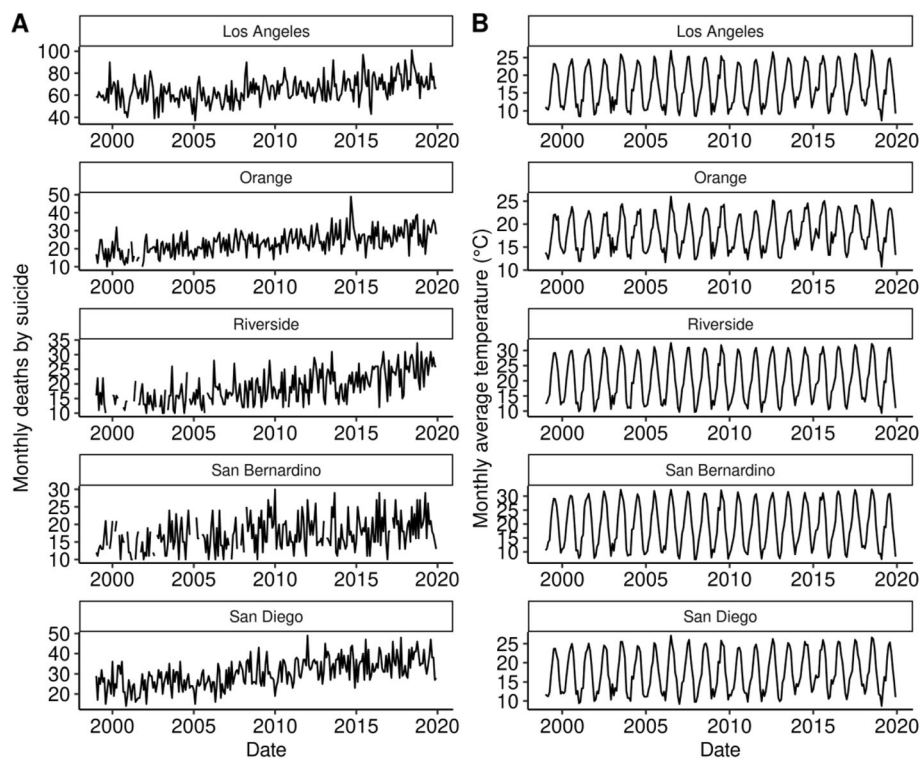 A
Los Angeles
100
80
60
40
2000 2005 2010 2015 2020
Orange
50
40
30
20
10
2000 2005 2010 2015 2020
Riverside
35
30
25
20
15
10
2000 2005 2010 2015 2020
San Bernardino
30
25
20
15
10
2000 2005 2010 2015 2020
San Diego
50
40
30
20
2000 2005 2010 2015 2020
Date
Monthly deaths by suicide
B
Los Angeles
25
20
15
10
2000 2005 2010 2015 2020
Orange
25
20
15
10
2000 2005 2010 2015 2020
Riverside
30
25
20
15
10
2000 2005 2010 2015 2020
San Bernardino
30
25
20
15
10
2000 2005 2010 2015 2020
San Diego
25
20
15
10
2000 2005 2010 2015 2020
Date
Monthly average temperature (°C)